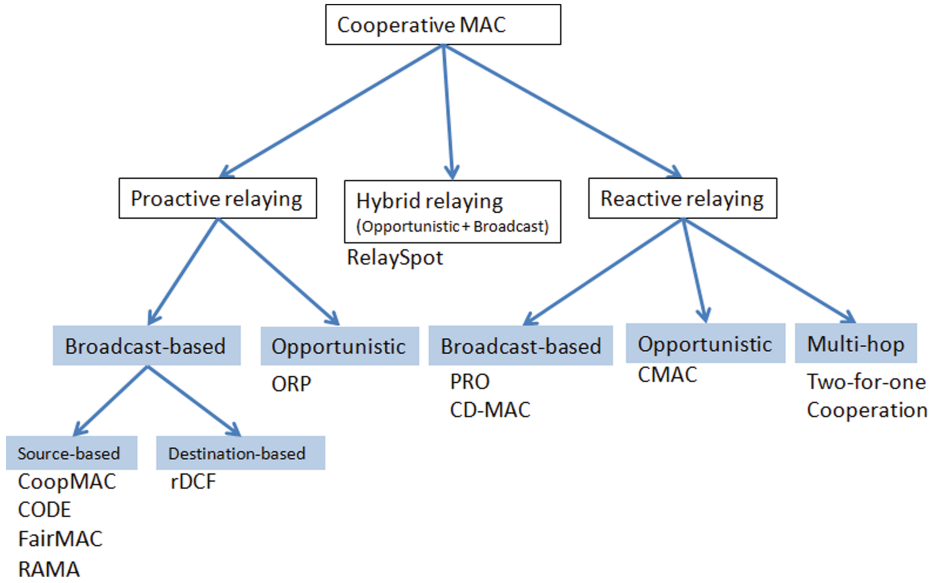 Cooperative MAC
Proactive relaying
Hybrid relaying
(Opportunistic + Broadcast)
RelaySpot
Reactive relaying
Broadcast-based
Opportunistic
ORP
Broadcast-based
PRO
CD-MAC
Opportunistic
CMAC
Multi-hop
Two-for-one
Cooperation
Source-based
CoopMAC
CODE
FairMAC
RAMA
Destination-based
rDCF